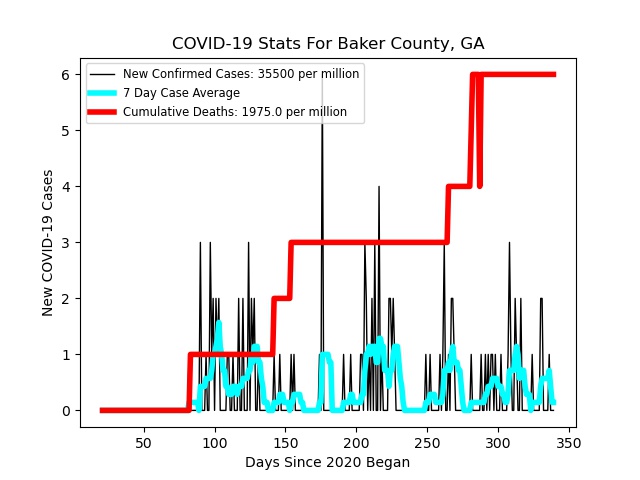 COVID-19 Stats For Baker County, GA
New Confirmed Cases: 35500 per million
7 Day Case Average
Cumulative Deaths: 1975.0 per million
New COVID-19 Cases
6
5
4
3
2
1
0
50 100 150 200 250 300 350
Days Since 2020 Began